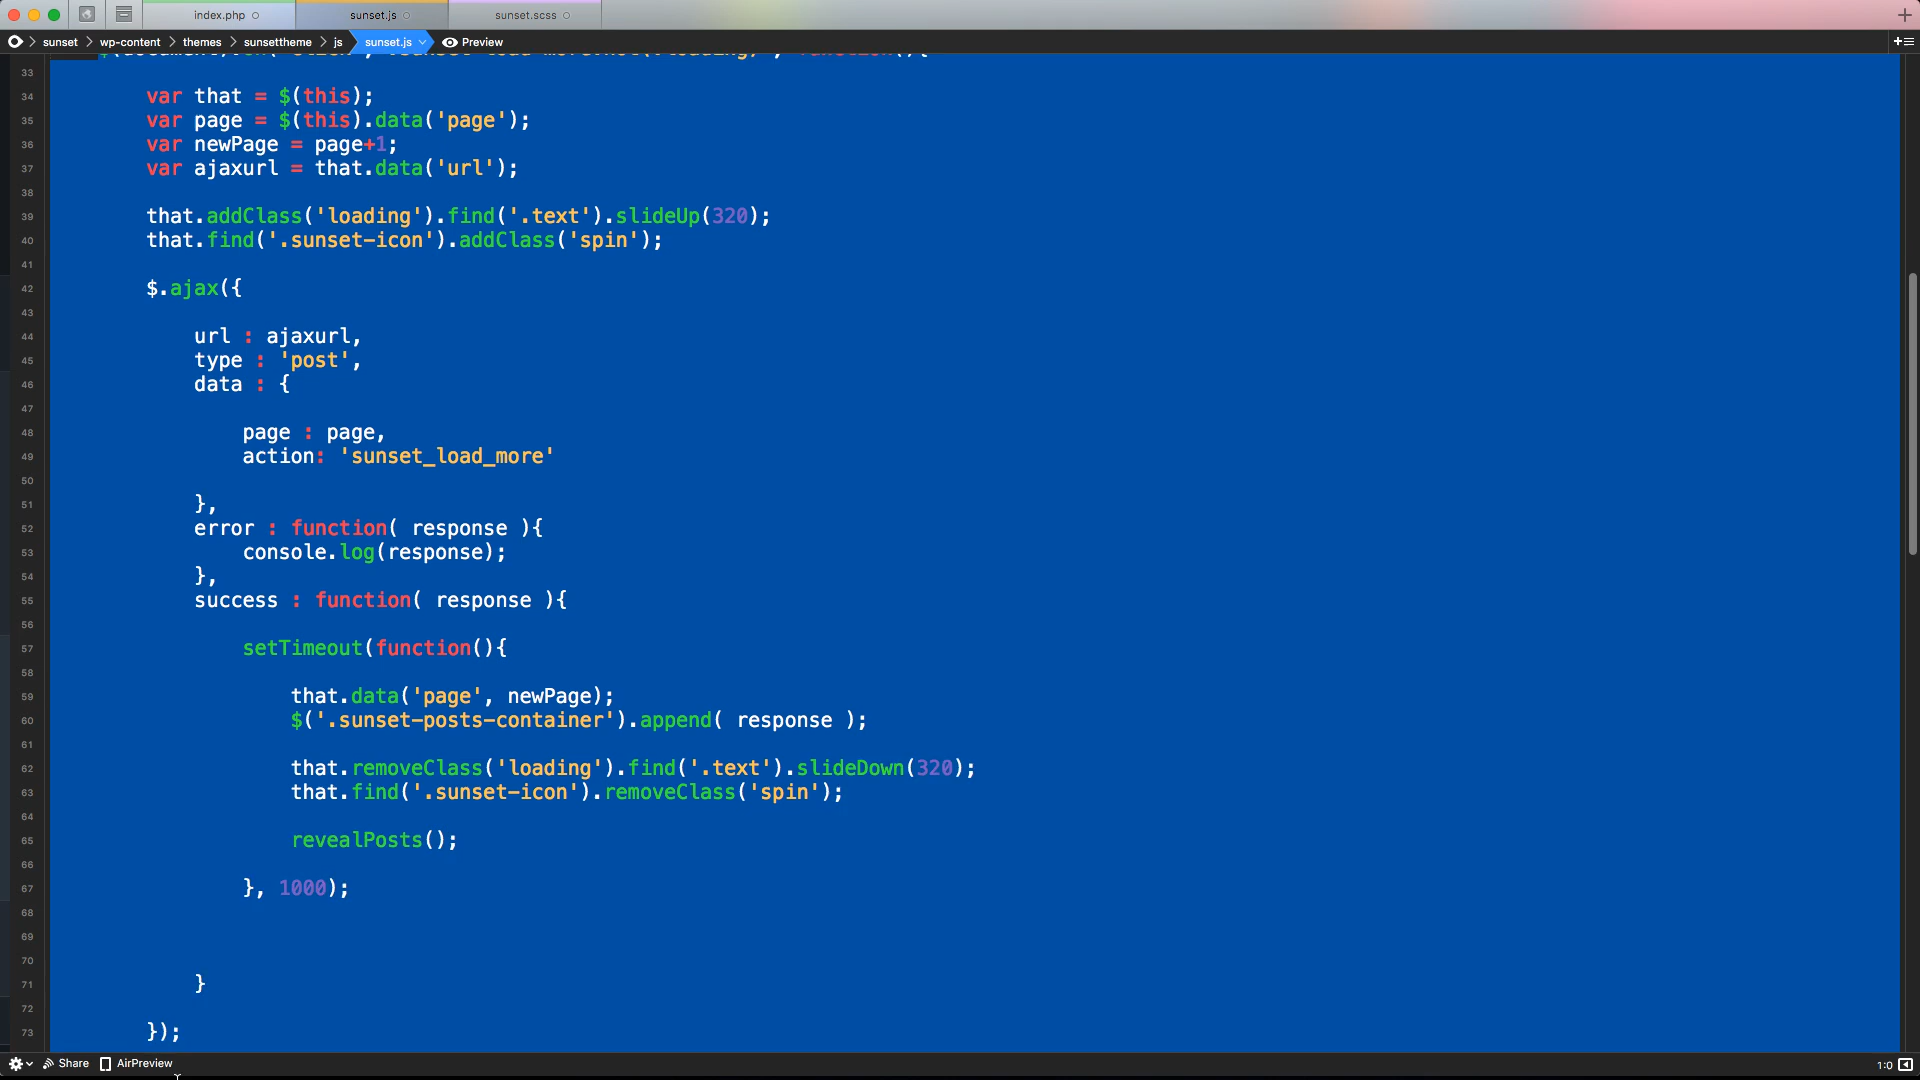 index.php
sunset.js
sunset.scss
sunset
wp-content
themes
sunsettheme
js
sunset.js
Preview
33
34 var that = $(this);
35 var page = $(this).data('page');
36 var newPage = page+1;
37 var ajaxurl = that.data('url');
38
39 that.addClass('loading').find('.text').slideUp(320);
40 that.find('.sunset-icon').addClass('spin');
41
42 $.ajax({
43
44 url : ajaxurl,
45 type : 'post',
46 data : {
47
48 page : page,
49 action: 'sunset_load_more'
50
51 },
52 error : function( response ){
53 console.log(response);
54 },
55 success : function( response ){
56
57 setTimeout(function(){
58
59 that.data('page', newPage);
60 $('.sunset-posts-container').append( response );
61
62 that.removeClass('loading').find('.text').slideDown(320);
63 that.find('.sunset-icon').removeClass('spin');
64
65 revealPosts();
66
67 }, 1000);
68
69
70
71 }
72
73 });
Share
AirPreview
1:0